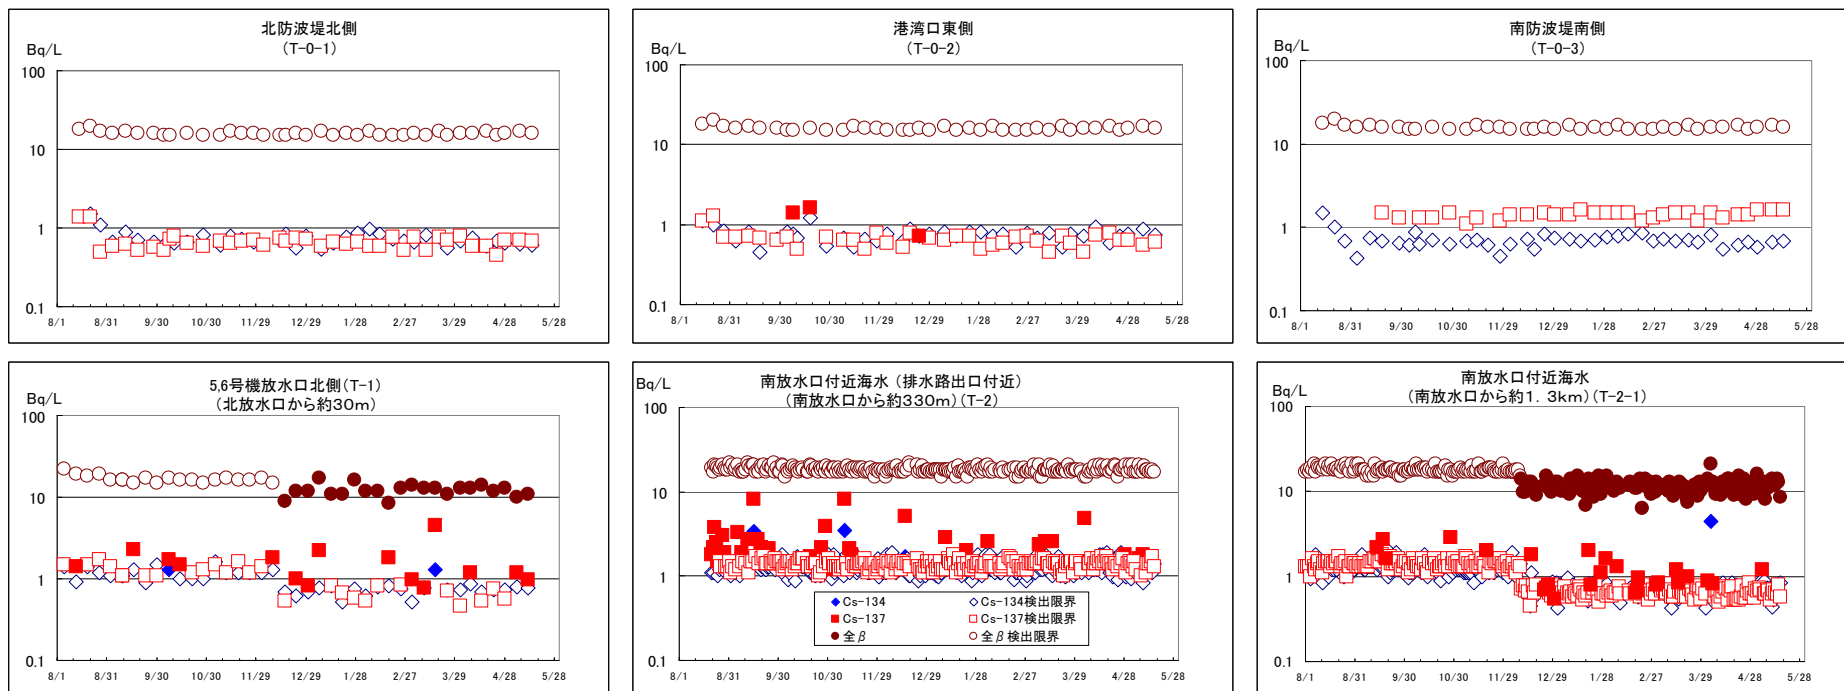 北防波堤北側
(T-0-1)
Bq/L
100
10
1
0.1
8/1 8/31 9/30 10/30 11/29 12/29 1/28 2/27 3/29 4/28 5/28
港湾口東側
(T-0-2)
Bq/L
100
10
1
0.1
8/1 8/31 9/30 10/30 11/29 12/29 1/28 2/27 3/29 4/28 5/28
南防波堤南側
(T-0-3)
Bq/L
100
10
1
0.1
8/1 8/31 9/30 10/30 11/29 12/29 1/28 2/27 3/29 4/28 5/28
5,6号機放水口北側(T-1)
(北放水口から約30m)
Bq/L
100
10
1
0.1
8/1 8/31 9/30 10/30 11/29 12/29 1/28 2/27 3/29 4/28 5/28
南放水口付近海水 (排水路出口付近)
(南放水口から約330m)(T-2)
Bq/L
100
10
1
0.1
Cs-134 Cs-134検出限界
Cs-137 Cs-137検出限界
全β 全β検出限界
8/1 8/31 9/30 10/30 11/29 12/29 1/28 2/27 3/29 4/28 5/28
南放水口付近海水
(南放水口から約1．3km)(T-2-1)
Bq/L
100
10
1
0.1
8/1 8/31 9/30 10/30 11/29 12/29 1/28 2/27 3/29 4/28 5/28